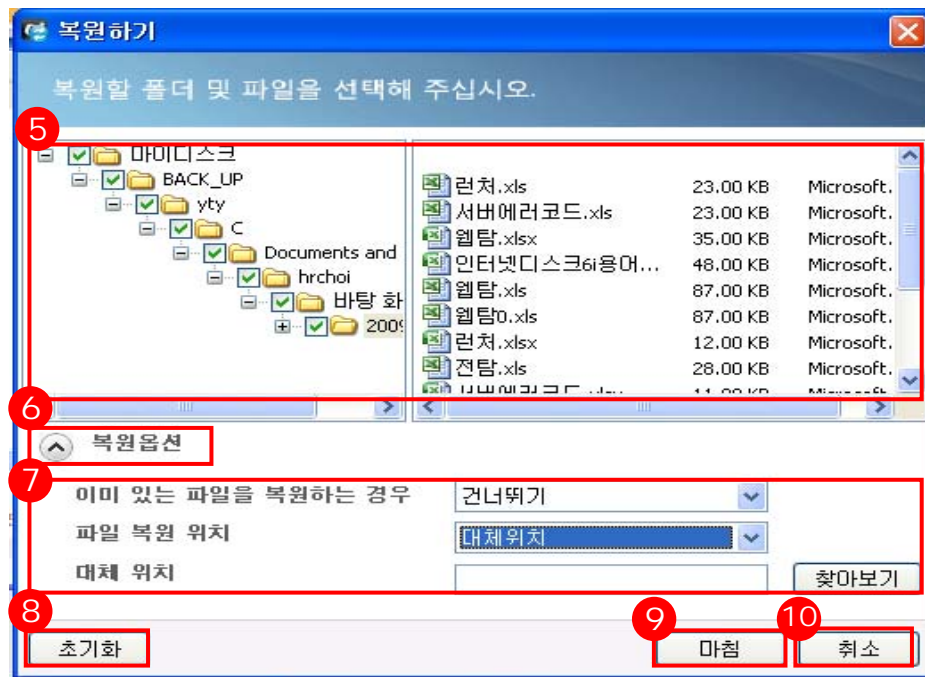 복원하기
복원할 폴더 및 파일을 선택해 주십시오.
5
마이디스크
BACK_UP
yty
C
Documents and
hrchoi
바탕 화
2009
런처.xls 23.00 KB Microsoft.
서버에러코드.xls 23.00 KB Microsoft.
웹탐.xlsx 35.00 KB Microsoft.
인터넷디스크6i용어... 48.00 KB Microsoft.
웹탐.xls 87.00 KB Microsoft.
웹탐0.xls 87.00 KB Microsoft.
런처.xlsx 12.00 KB Microsoft.
전탐.xls 28.00 KB Microsoft.
6
복원옵션
7
이미 있는 파일을 복원하는 경우 건너뛰기
파일 복원 위치 대체위치
대체 위치 찾아보기
8
9
10
초기화 마침 취소